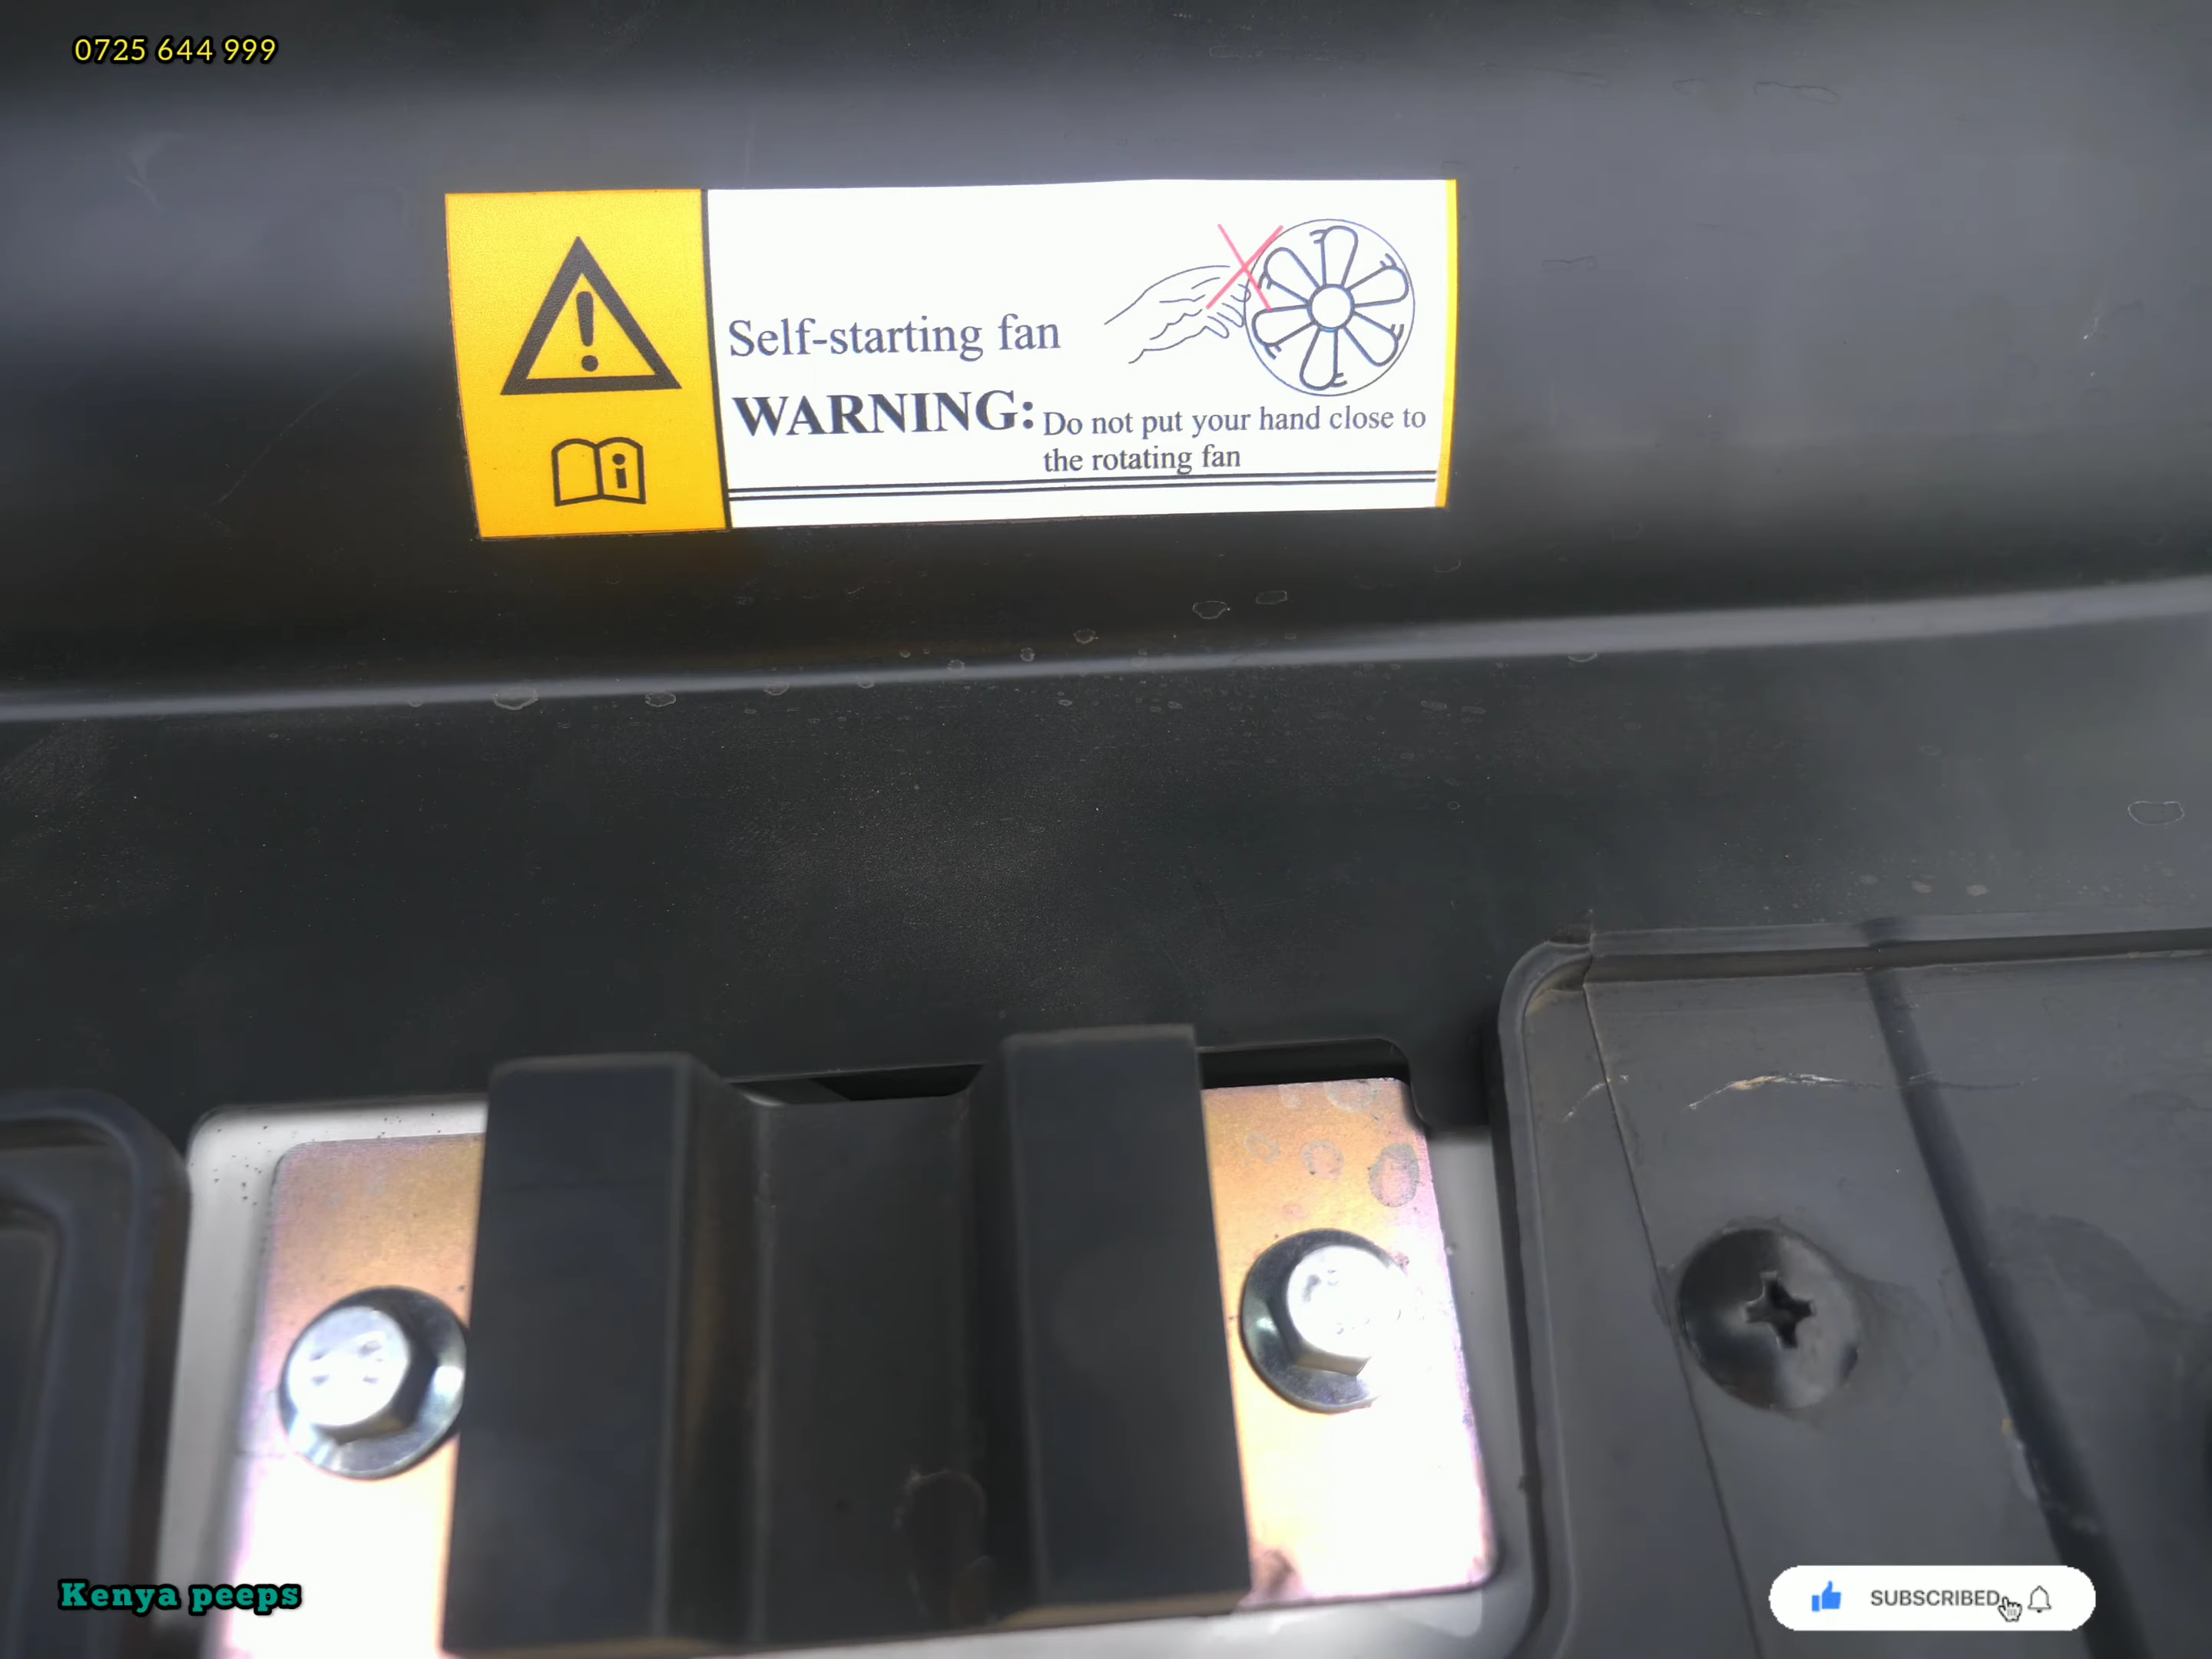 0725 644 999
Self-starting fan
WARNING: Do not put your hand close to
the rotating fan
Kenya peeps
SUBSCRIBED